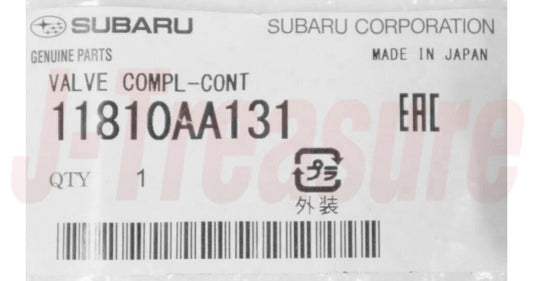 SUBARU SUBARU CORPORATION
GENUINE PARTS MADE IN JAPAN
VALVE COMPL-CONT
11810AA131 EAC
J-Treasure
QTY 1 プラ
外装